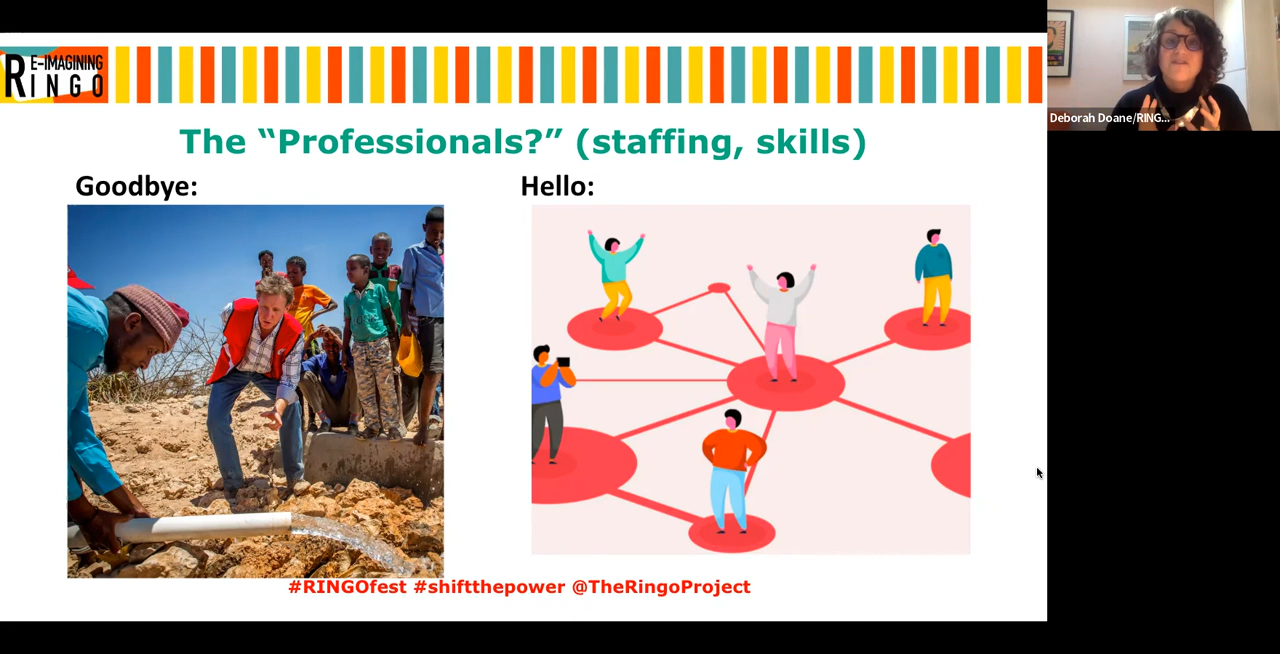 RE-IMAGINING
RINGO
The “Professionals?” (staffing, skills)
Goodbye:
Hello:
#RINGOfest #shiftthepower @TheRingoProject
Deborah Doane/RING...